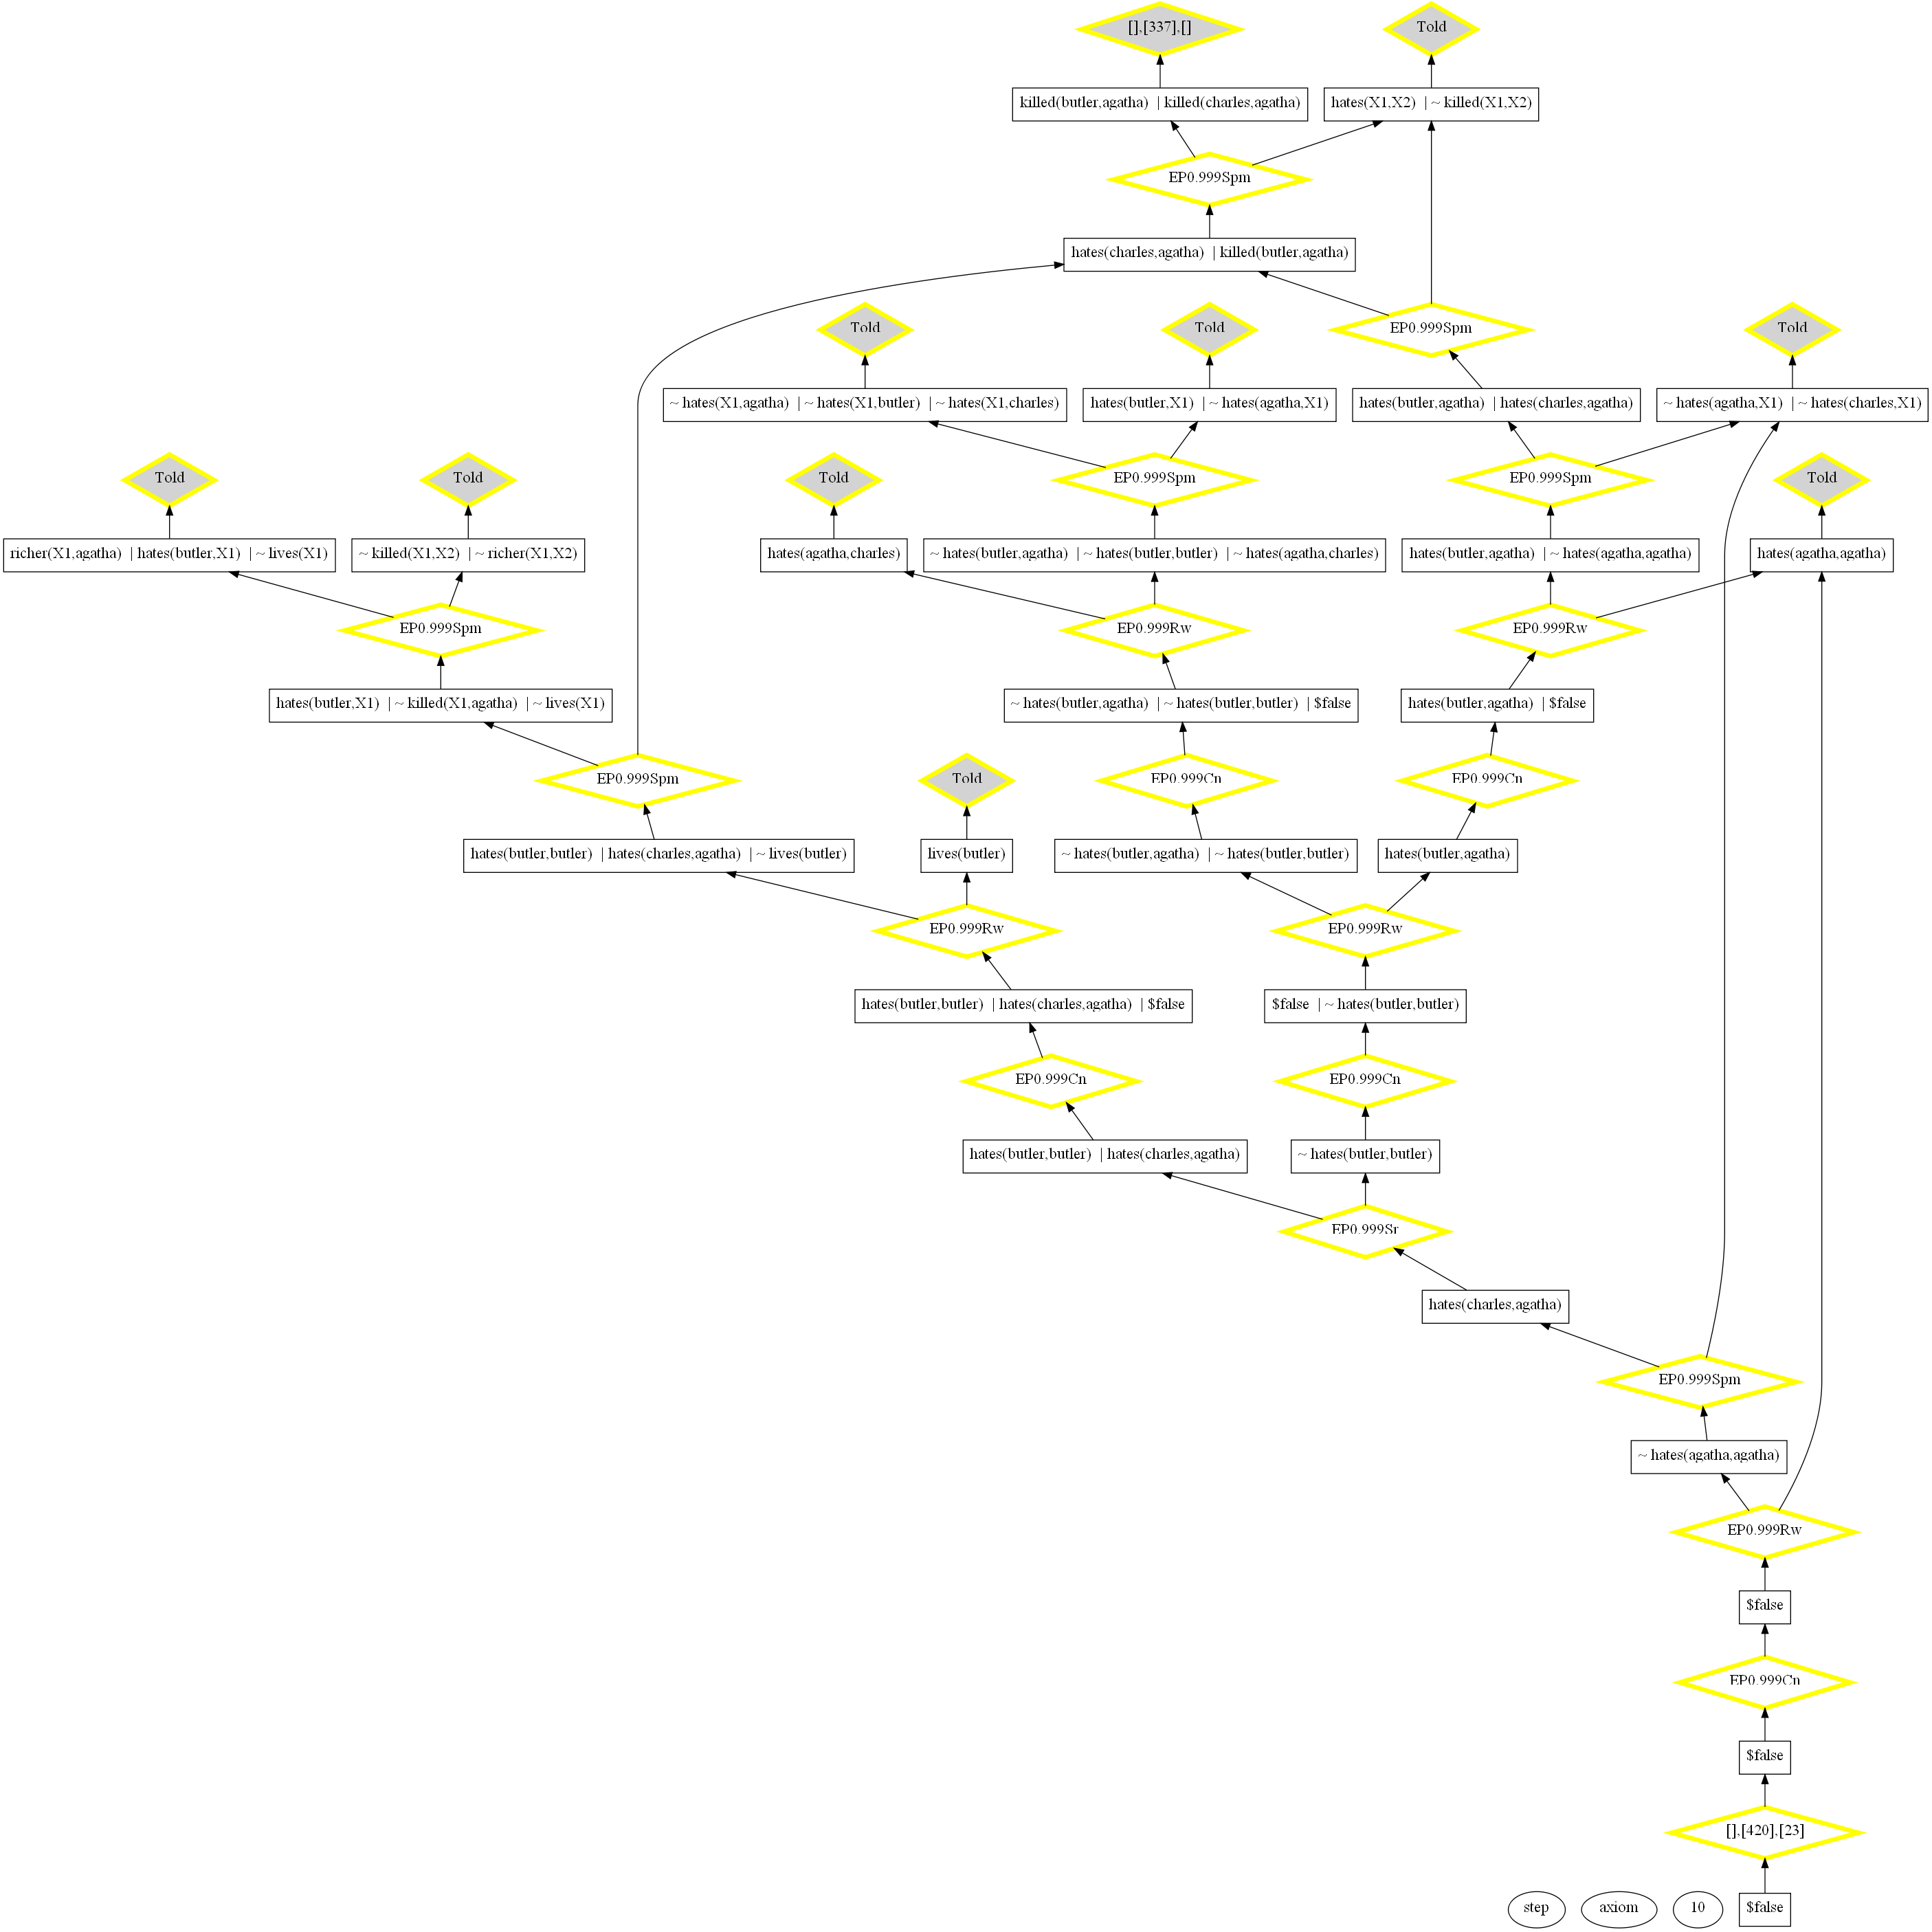 [],[337],[]
Told
killed(butler,agatha) | killed(charles,agatha)
hates(X1,X2) | ~ killed(X1,X2)
EP0.999Spm
hates(charles,agatha) | killed(butler,agatha)
Told
Told
EP0.999Spm
Told
~ hates(X1,agatha) | ~ hates(X1,butler) | ~ hates(X1,charles)
hates(butler,X1) | ~ hates(agatha,X1)
hates(butler,agatha) | hates(charles,agatha)
~ hates(agatha,X1) | ~ hates(charles,X1)
Told
Told
Told
EP0.999Spm
EP0.999Spm
Told
richer(X1,agatha) | hates(butler,X1) | ~ lives(X1)
~ killed(X1,X2) | ~ richer(X1,X2)
hates(agatha,charles)
~ hates(butler,agatha) | ~ hates(butler,butler) | ~ hates(agatha,charles)
hates(butler,agatha) | ~ hates(agatha,agatha)
hates(agatha,agatha)
EP0.999Spm
EP0.999Rw
EP0.999Rw
hates(butler,X1) | ~ killed(X1,agatha) | ~ lives(X1)
~ hates(butler,agatha) | ~ hates(butler,butler) | $false
hates(butler,agatha) | $false
EP0.999Spm
Told
EP0.999Cn
EP0.999Cn
hates(butler,butler) | hates(charles,agatha) | ~ lives(butler)
lives(butler)
~ hates(butler,agatha) | ~ hates(butler,butler)
hates(butler,agatha)
EP0.999Rw
EP0.999Rw
hates(butler,butler) | hates(charles,agatha) | $false
$false | ~ hates(butler,butler)
EP0.999Cn
EP0.999Cn
hates(butler,butler) | hates(charles,agatha)
~ hates(butler,butler)
EP0.999Sr
hates(charles,agatha)
EP0.999Spm
~ hates(agatha,agatha)
EP0.999Rw
$false
EP0.999Cn
$false
[],[420],[23]
step
axiom
10
$false